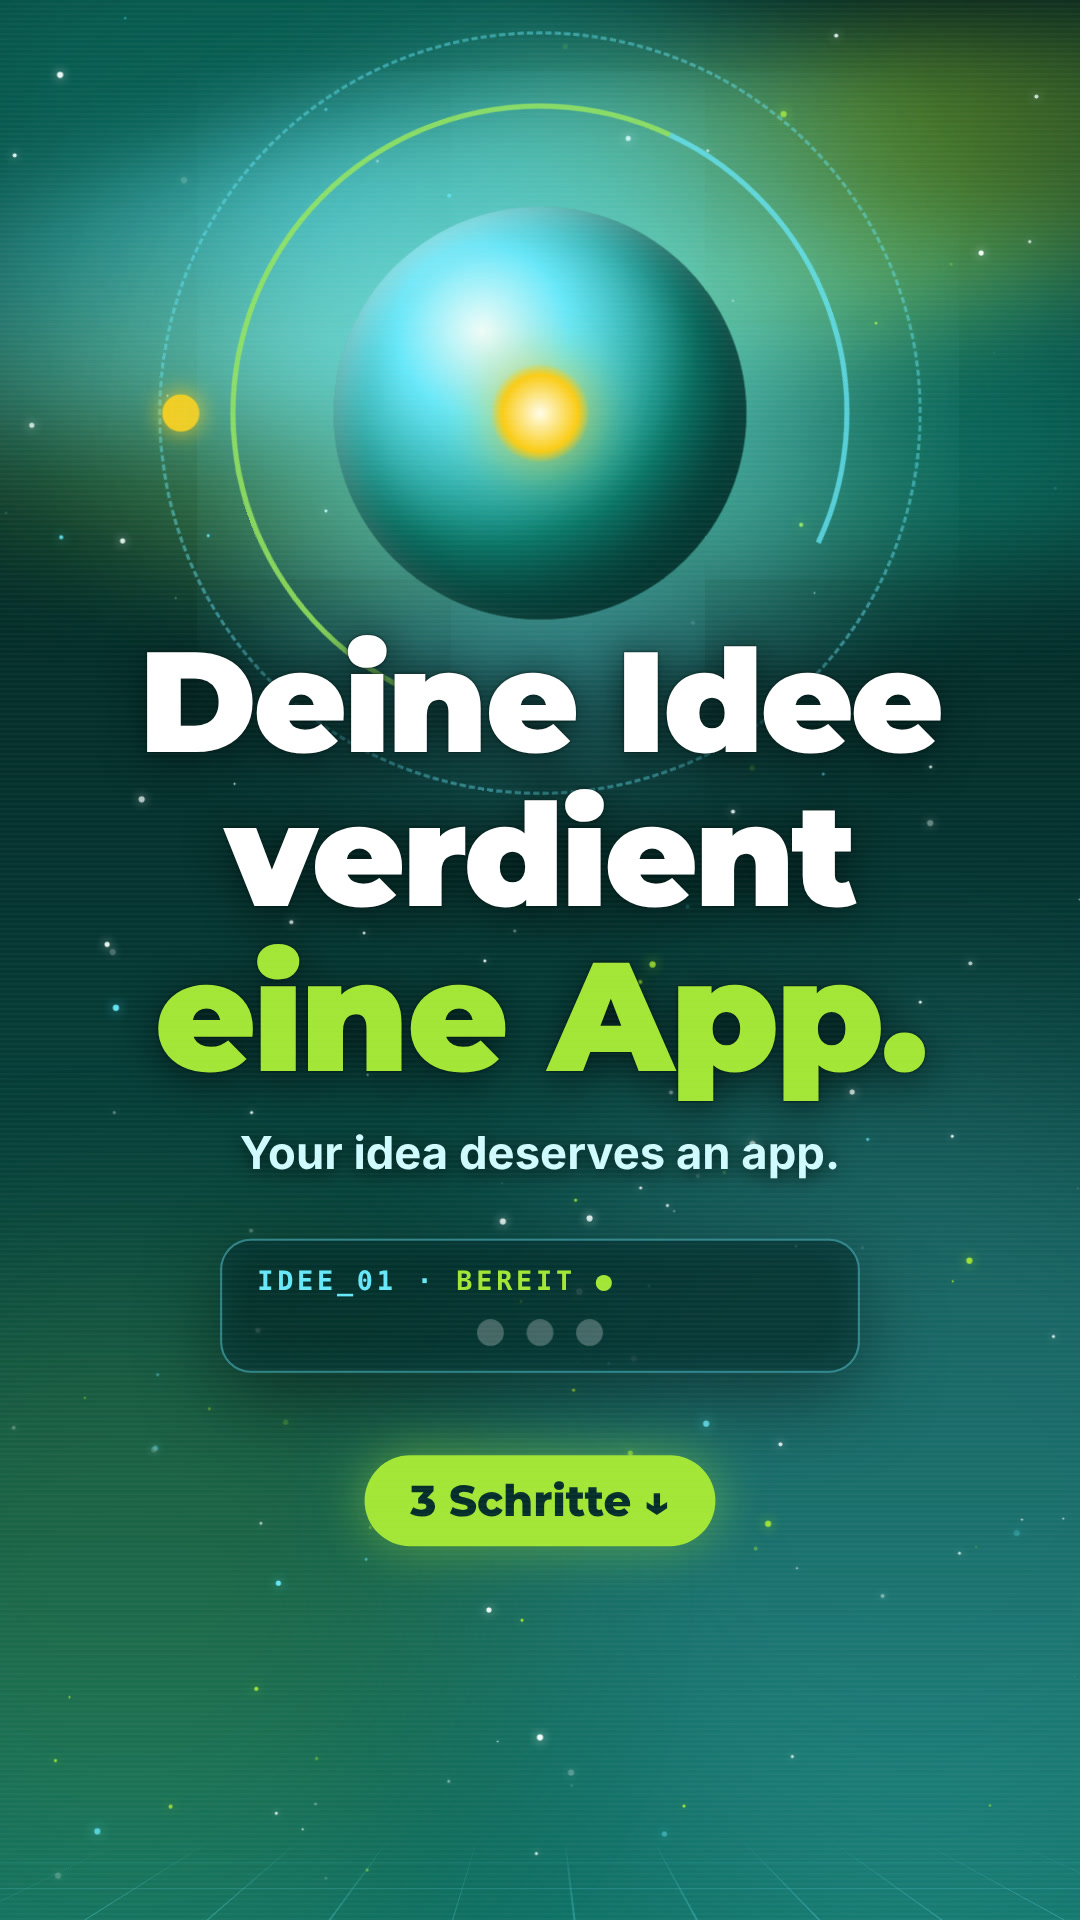 Deine Idee
verdient
eine App.
Your idea deserves an app.
IDEE_01 · BEREIT ●
3 Schritte ↓